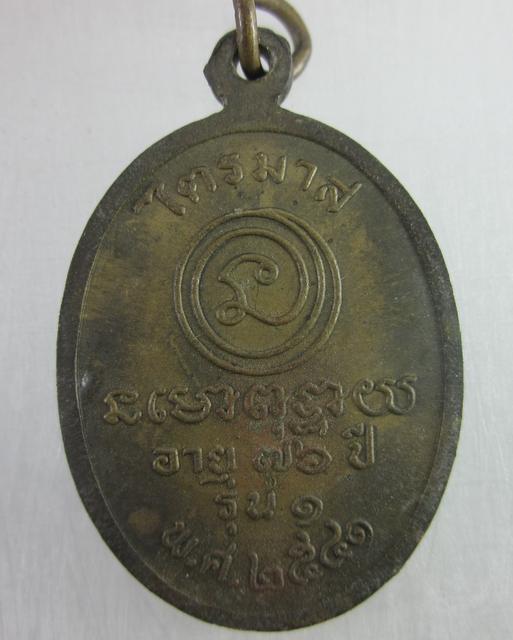 ไตรมาส
อายุ ๗๖ ปี
รุ่น ๑
พ.ศ.๒๕๔๑